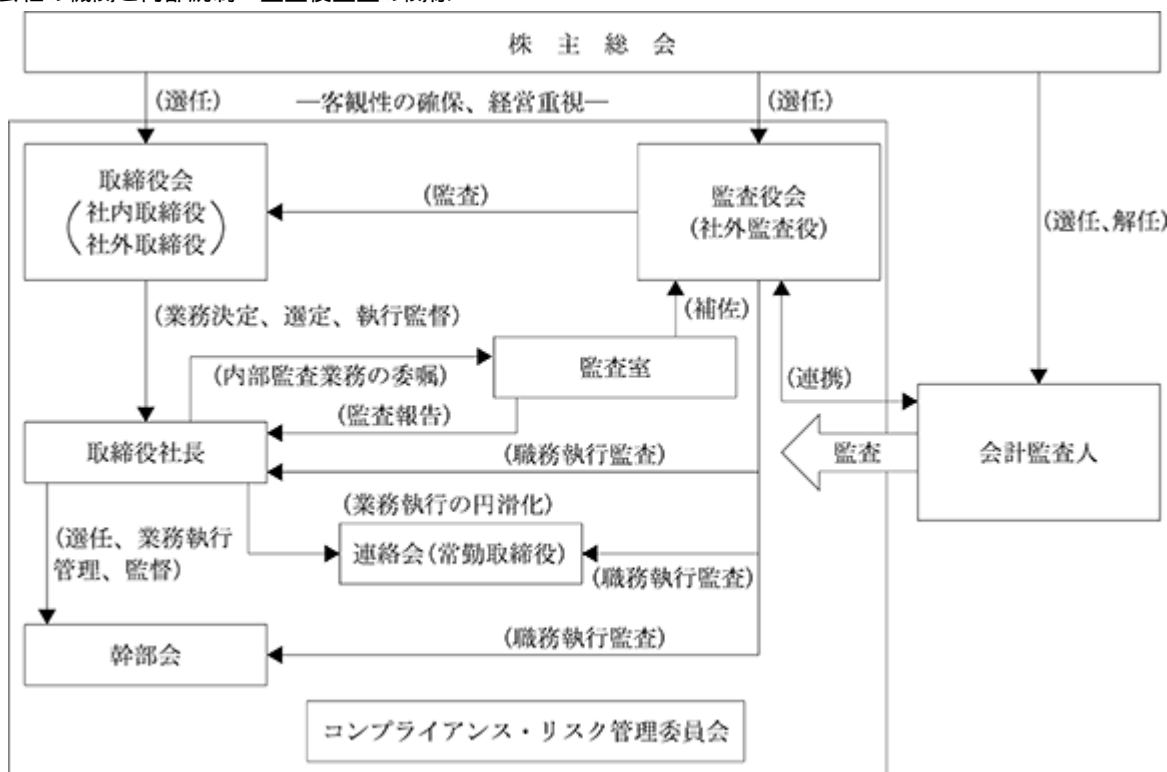 株 主 総 会
(選任)
―客観性の確保、経営重視―
(選任)
取締役会
(社内取締役
社外取締役)
(監査)
監査役会
(社外監査役)
(選任、解任)
(業務決定、選定、執行監督)
(補佐)
監査室
(内部監査業務の委嘱)
(連携)
(監査報告)
取締役社長
(職務執行監査)
監査
会計監査人
(業務執行の円滑化)
(選任、業務執行
管理、監督)
連絡会(常勤取締役)
(職務執行監査)
(職務執行監査)
幹部会
コンプライアンス・リスク管理委員会